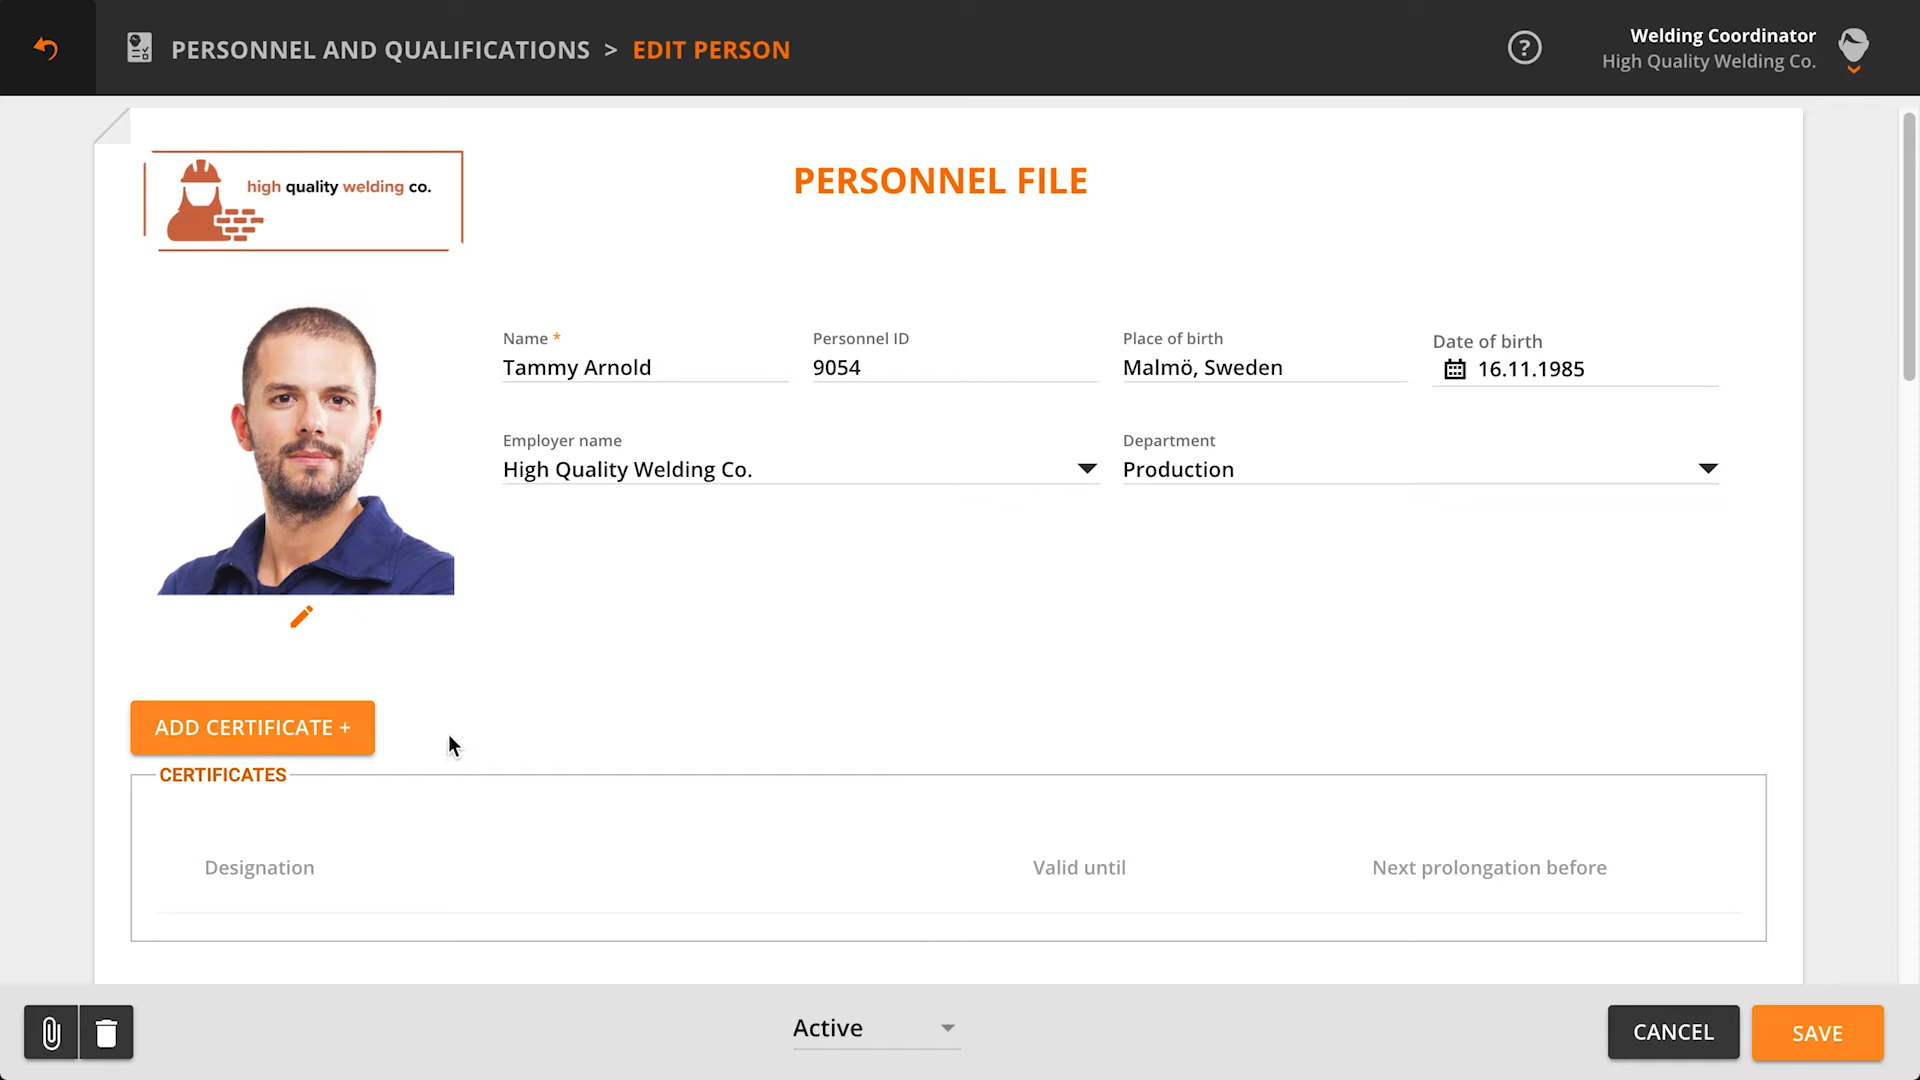 PERSONNEL AND QUALIFICATIONS > EDIT PERSON
?
Welding Coordinator
High Quality Welding Co.
high quality welding co.
PERSONNEL FILE
Name *
Tammy Arnold
Personnel ID
9054
Place of birth
Malmö, Sweden
Date of birth
16.11.1985
Employer name
High Quality Welding Co.
Department
Production
ADD CERTIFICATE +
CERTIFICATES
Designation
Valid until
Next prolongation before
Active
CANCEL
SAVE